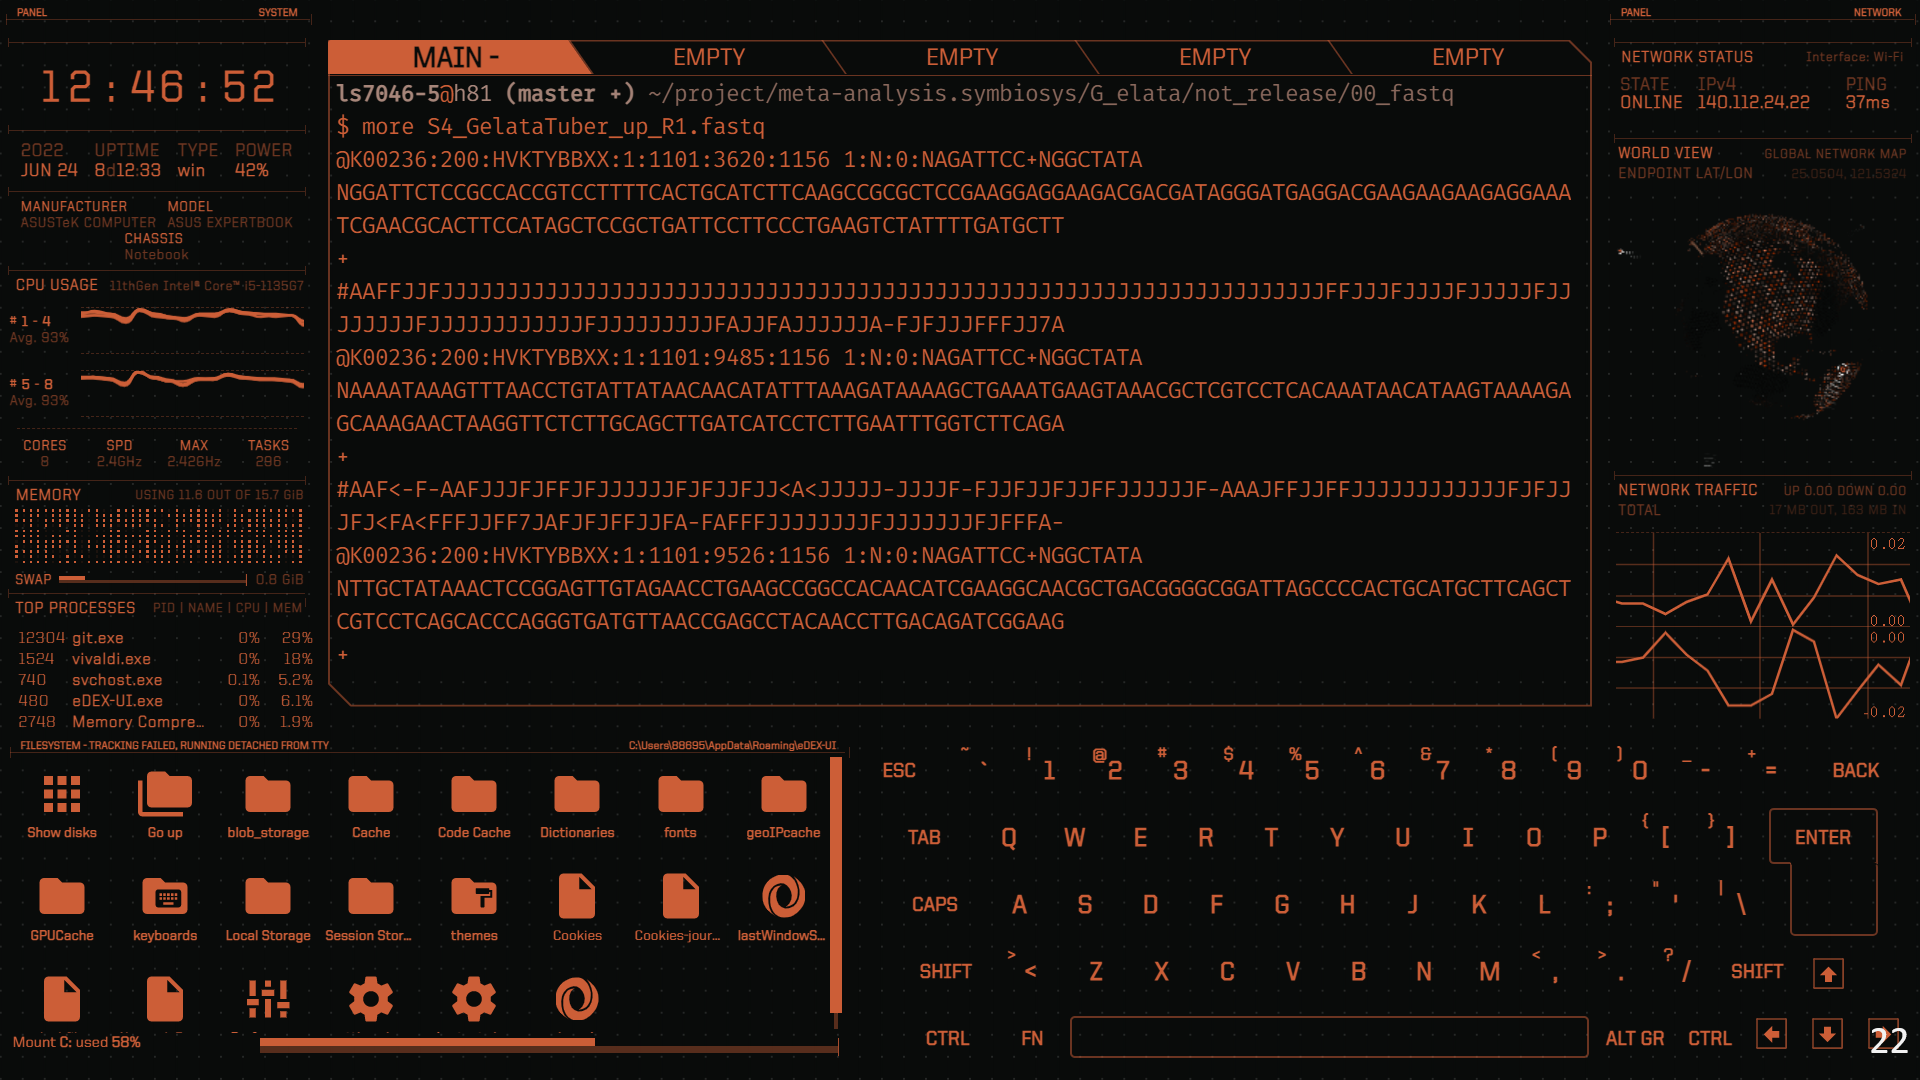 PANEL SYSTEM
12:46:52
2022 UPTIME TYPE POWER
JUN 24 8d12:33 win 42%
MANUFACTURER MODEL
ASUSTeK COMPUTER ASUS EXPERTBOOK
CHASSIS
Notebook
CPU USAGE 11thGen Intel® Core™ i5-1135G7
# 1 - 4
Avg. 93%
# 5 - 8
Avg. 93%
CORES SPD MAX TASKS
8 2.4GHz 2.42GHz 286
MEMORY USING 11.6 OUT OF 15.7 GIB
SWAP 0.8 GIB
TOP PROCESSES PID | NAME | CPU | MEM
12304 git.exe 0% 29%
1524 vivaldi.exe 0% 18%
740 svchost.exe 0.1% 5.2%
480 eDEX-UI.exe 0% 6.1%
2748 Memory Compre... 0% 1.9%
MAIN - EMPTY EMPTY EMPTY EMPTY
ls7046-5@h81 (master +) ~/project/meta-analysis.symbiosys/G_elata/not_release/00_fastq
$ more S4_GelataTuber_up_R1.fastq
@K00236:200:HVKTYBBXX:1:1101:3620:1156 1:N:0:NAGATTCC+NGGCTATA
NGGATTCTCCGCCACCGTCCTTTTCACTGCATCTTCAAGCCGCGCTCCGAAGGAGGAAGACGACGATAGGGATGAGGACGAAGAAGAAGAGGAAA
TCGAACGCACTTCCATAGCTCCGCTGATTCCTTCCCTGAAGTCTATTTTGATGCTT
+
#AAFFJJFJJJJJJJJJJJJJJJJJJJJJJJJJJJJJJJJJJJJJJJJJJJJJJJJJJJJJJJJJJJJJJJJJJJJJFFJJJFJJJJFJJJJJFJJ
JJJJJJFJJJJJJJJJJJJFJJJJJJJJJFAJJFAJJJJJJA-FJFJJJFFFJJ7A
@K00236:200:HVKTYBBXX:1:1101:9485:1156 1:N:0:NAGATTCC+NGGCTATA
NAAAATAAAGTTTAACCTGTATTATAACAACATATTTAAAGATAAAAGCTGAAATGAAGTAAACGCTCGTCCTCACAAATAACATAAGTAAAAGA
GCAAAGAACTAAGGTTCTCTTGCAGCTTGATCATCCTCTTGAATTTGGTCTTCAGA
+
#AAF<-F-AAFJJJFJFFJFJJJJJJFJFJJFJJ<A<JJJJJ-JJJJF-FJJFJJFJJFFJJJJJJF-AAAJFFJJFFJJJJJJJJJJJJFJFJJ
JFJ<FA<FFFJJFF7JAFJFJFFJJFA-FAFFFJJJJJJJJFJJJJJJJFJFFFA-
@K00236:200:HVKTYBBXX:1:1101:9526:1156 1:N:0:NAGATTCC+NGGCTATA
NTTGCTATAAACTCCGGAGTTGTAGAACCTGAAGCCGGCCACAACATCGAAGGCAACGCTGACGGGGCGGATTAGCCCCACTGCATGCTTCAGCT
CGTCCTCAGCACCCAGGGTGATGTTAACCGAGCCTACAACCTTGACAGATCGGAAG
+
PANEL NETWORK
NETWORK STATUS Interface: Wi-Fi
STATE IPv4 PING
ONLINE 140.112.24.22 37ms
WORLD VIEW GLOBAL NETWORK MAP
ENDPOINT LAT/LON 25.0504, 121.5324
NETWORK TRAFFIC UP 0.00 DOWN 0.00
TOTAL 17 MB OUT, 163 MB IN
0.02
0.00
0.00
-0.02
FILESYSTEM - TRACKING FAILED, RUNNING DETACHED FROM TTY C:\Users\88695\AppData\Roaming\eDEX-UI
Show disks Go up blob_storage Cache Code Cache Dictionaries fonts geoIPcache
GPUCache keyboards Local Storage Session Stor... themes Cookies Cookies-jour... lastWindowS...
Mount C: used 58%
ESC ~ ` ! 1 @ 2 # 3 $ 4 % 5 ^ 6 & 7 * 8 ( 9 ) 0 _ - + = BACK
TAB Q W E R T Y U I O P { [ } ] ENTER
CAPS A S D F G H J K L : ; " ' | \
SHIFT > < Z X C V B N M < , > . ? / SHIFT
CTRL FN ALT GR CTRL
22